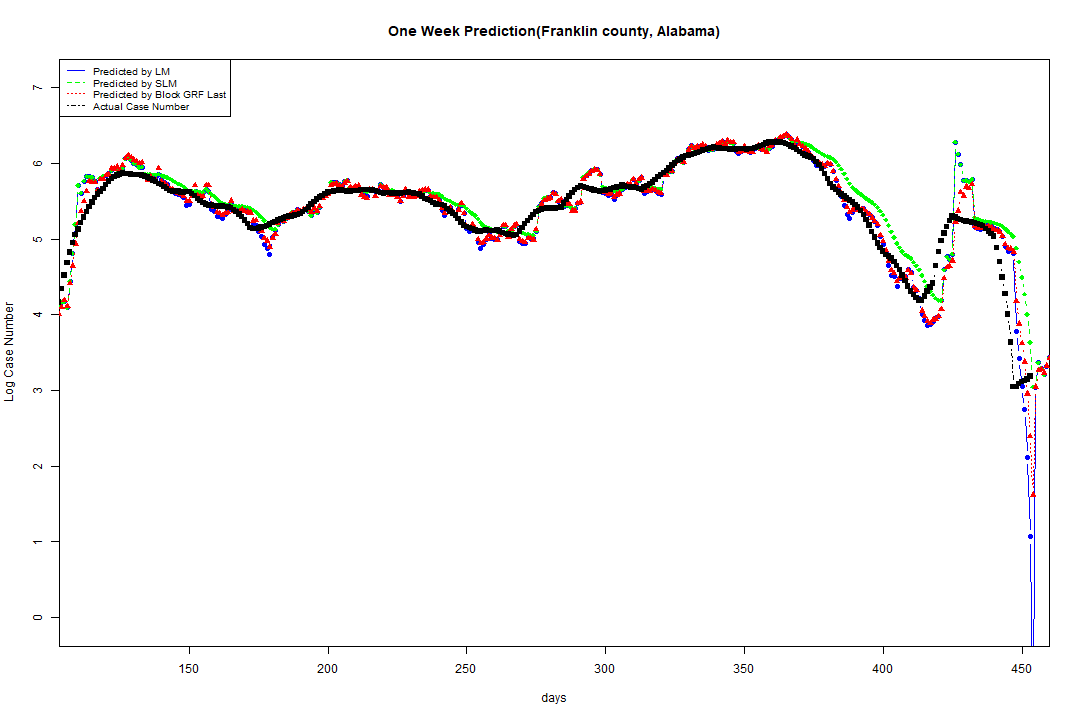 One Week Prediction(Franklin county, Alabama)
Predicted by LM
Predicted by SLM
Predicted by Block GRF Last
Actual Case Number
7
6
5
4
3
2
1
0
Log Case Number
150 200 250 300 350 400 450
days